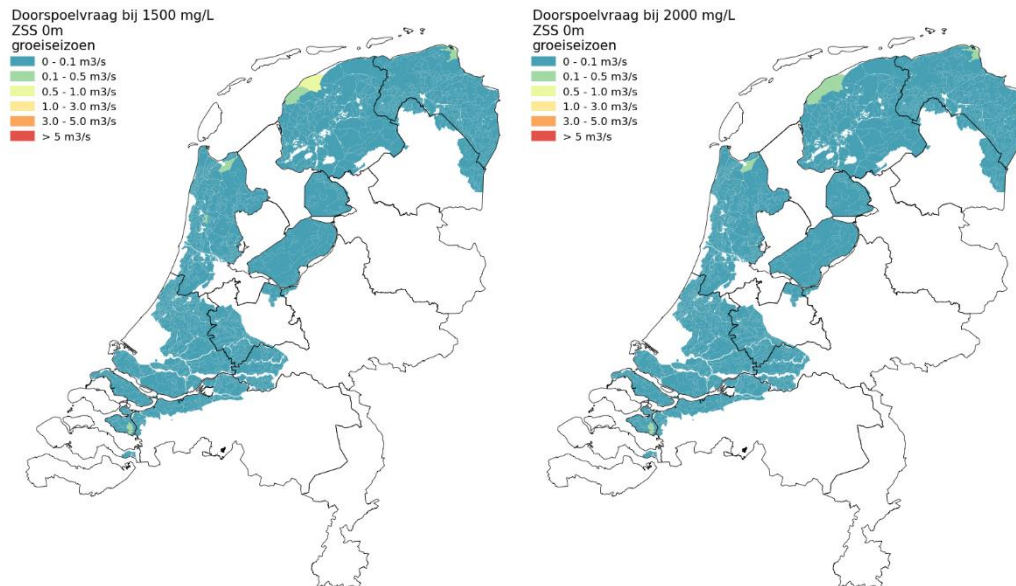 Doorspoelvraag bij 1500 mg/L
ZSS 0m
groeiseizoen
0 - 0.1 m3/s
0.1 - 0.5 m3/s
0.5 - 1.0 m3/s
1.0 - 3.0 m3/s
3.0 - 5.0 m3/s
> 5 m3/s
Doorspoelvraag bij 2000 mg/L
ZSS 0m
groeiseizoen
0 - 0.1 m3/s
0.1 - 0.5 m3/s
0.5 - 1.0 m3/s
1.0 - 3.0 m3/s
3.0 - 5.0 m3/s
> 5 m3/s